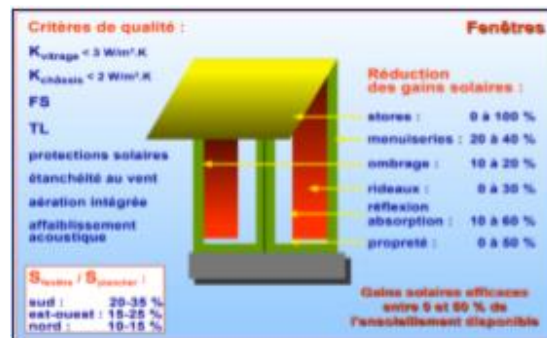 Critères de qualité :
Kvitrage < 3 W/m².K
Kchâssis < 2 W/m².K
FS
TL
protections solaires
étanchéité au vent
aération intégrée
affaiblissement
acoustique
Sfenêtre / Splancher :
sud : 20-35 %
est-ouest : 15-25 %
nord : 10-15 %
Fenêtres
Réduction
des gains solaires :
stores : 0 à 100 %
menuiseries : 20 à 40 %
ombrage : 10 à 20 %
rideaux : 0 à 30 %
réflexion
absorption : 10 à 60 %
propreté : 0 à 50 %
Gains solaires efficaces
entre 5 et 50 % de
l'ensoleillement disponible